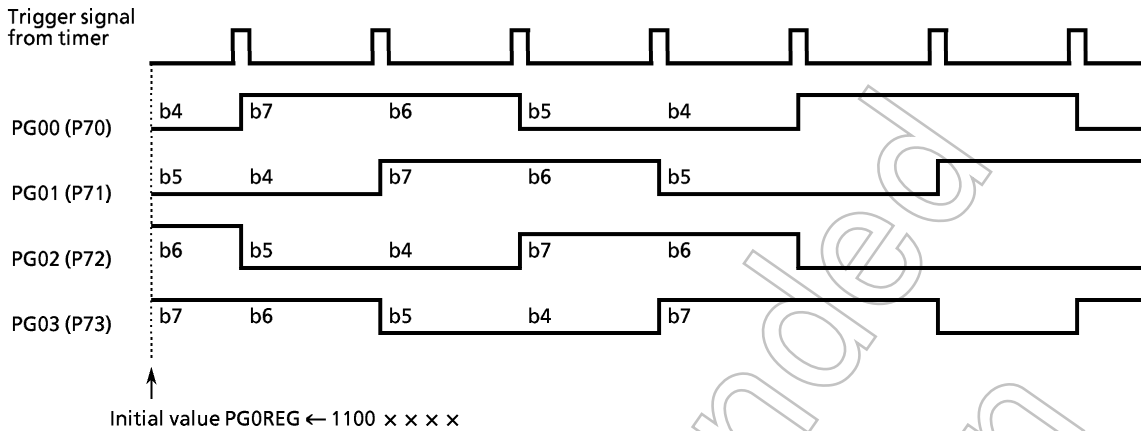 Trigger signal
from timer
PG00 (P70) b4 b7 b6 b5 b4
PG01 (P71) b5 b4 b7 b6 b5
PG02 (P72) b6 b5 b4 b7 b6
PG03 (P73) b7 b6 b5 b4 b7
Initial value PG0REG ← 1100 × × × ×